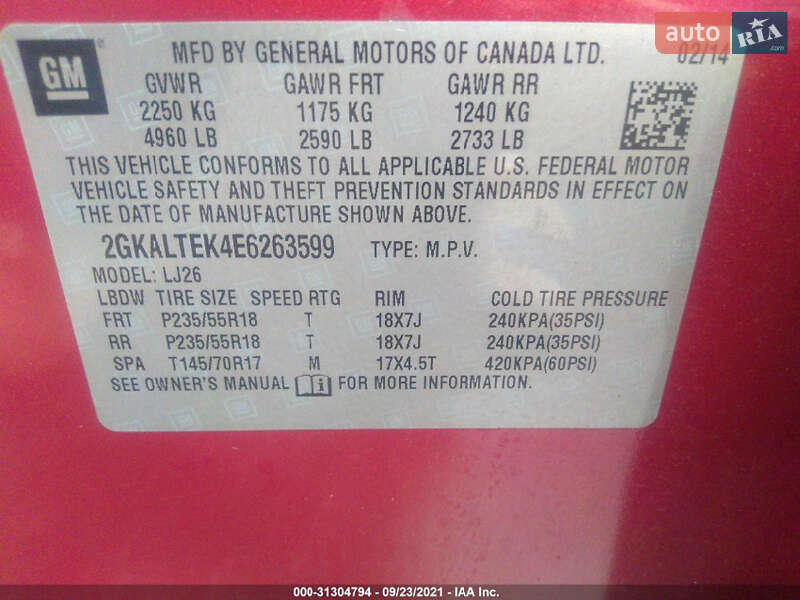 auto RIA .com
GM
MFD BY GENERAL MOTORS OF CANADA LTD. 02/14
GVWR GAWR FRT GAWR RR
2250 KG 1175 KG 1240 KG
4960 LB 2590 LB 2733 LB
THIS VEHICLE CONFORMS TO ALL APPLICABLE U.S. FEDERAL MOTOR
VEHICLE SAFETY AND THEFT PREVENTION STANDARDS IN EFFECT ON
THE DATE OF MANUFACTURE SHOWN ABOVE.
2GKALTEK4E6263599 TYPE: M.P.V.
MODEL: LJ26
LBDW TIRE SIZE SPEED RTG RIM COLD TIRE PRESSURE
FRT P235/55R18 T 18X7J 240KPA(35PSI)
RR P235/55R18 T 18X7J 240KPA(35PSI)
SPA T145/70R17 M 17X4.5T 420KPA(60PSI)
SEE OWNER'S MANUAL FOR MORE INFORMATION.
000-31304794 - 09/23/2021 - IAA Inc.